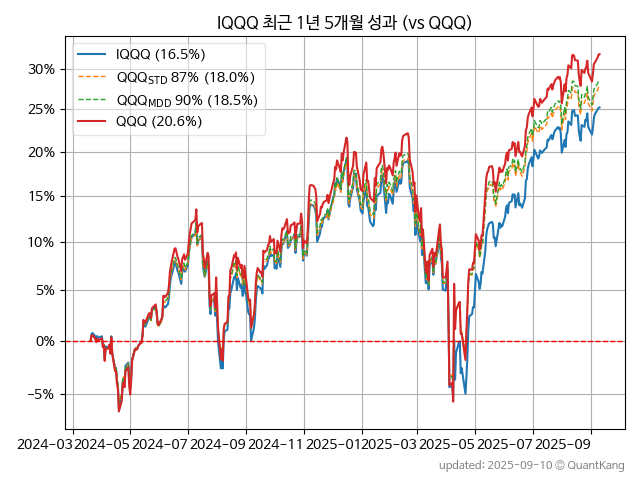 IQQQ 최근 1년 5개월 성과 (vs QQQ)
IQQQ (16.5%)
QQQSTD 87% (18.0%)
QQQMDD 90% (18.5%)
QQQ (20.6%)
30%
25%
20%
15%
10%
5%
0%
−5%
2024−03 2024−05 2024−07 2024−09 2024−11 2025−01 2025−03 2025−05 2025−07 2025−09
updated: 2025-09-10 © QuantKang